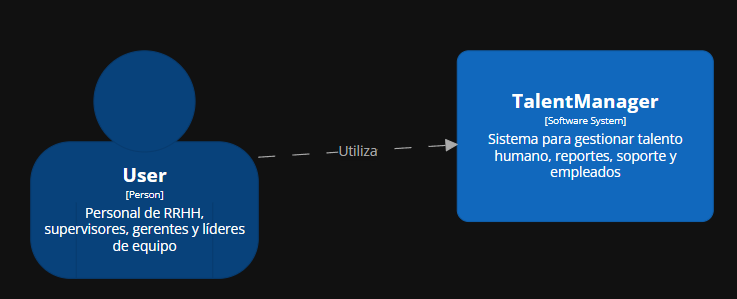 User
[Person]
Personal de RRHH,
supervisores, gerentes y líderes
de equipo
Utiliza
TalentManager
[Software System]
Sistema para gestionar talento
humano, reportes, soporte y
empleados